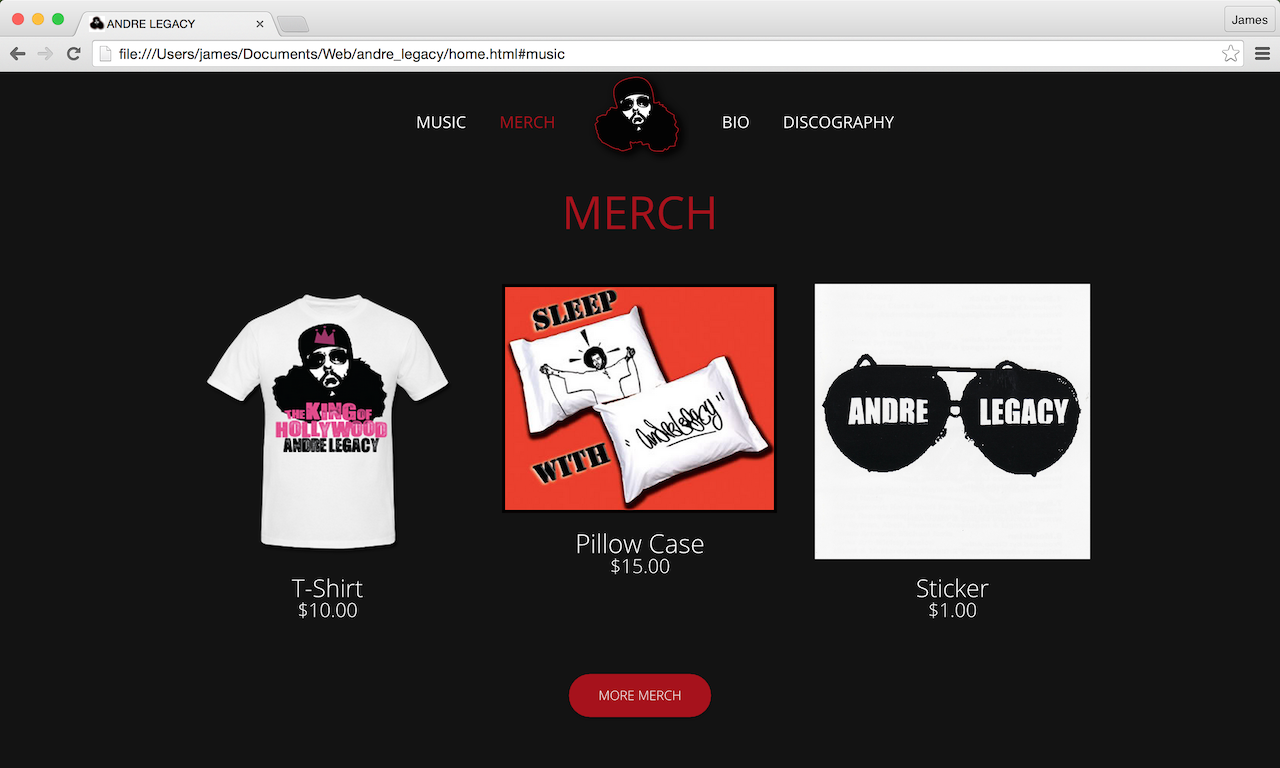 ANDRE LEGACY
James
file:///Users/james/Documents/Web/andre_legacy/home.html#music
MUSIC MERCH BIO DISCOGRAPHY
MERCH
THE KING OF
HOLLYWOOD
ANDRE LEGACY
SLEEP
"andre legacy"
WITH
ANDRE LEGACY
T-Shirt
$10.00
Pillow Case
$15.00
Sticker
$1.00
MORE MERCH